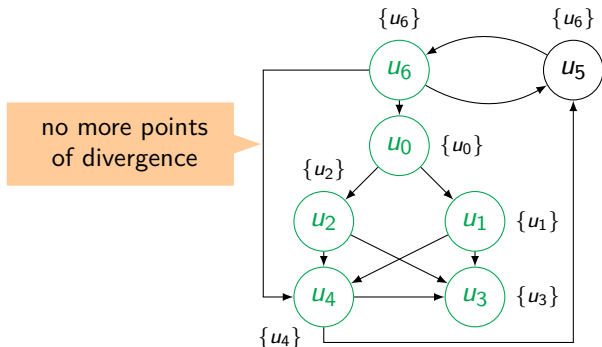 {u6} {u6}
u6 u5
no more points
of divergence
u0 {u0}
{u2}
u2 u1 {u1}
u4 u3 {u3}
{u4}